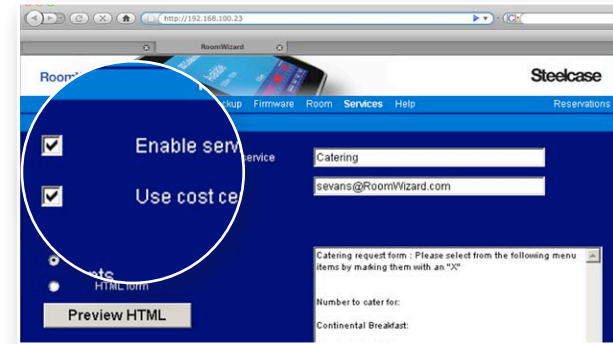 http://192.168.100.23
RoomWizard
Steelcase
Firmware Room Services Help Reservations
Enable serv
service
Catering
Use cost ce
sevans@RoomWizard.com
Catering request form : Please select from the following menu
items by making them with an "X"
HTML form
Number to cater for:
Preview HTML
Continental Breakfast: